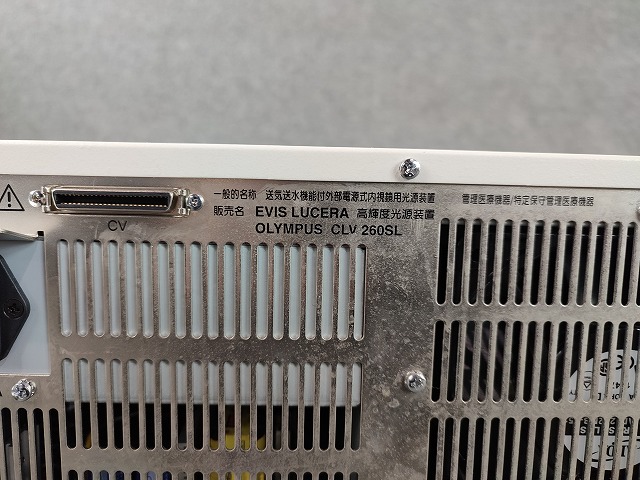 一般的名称 送気送水機能付外部電源式内視鏡用光源装置
販売名 EVIS LUCERA 高輝度光源装置
OLYMPUS CLV 260SL
管理医療機器/特定保守管理医療機器
CV